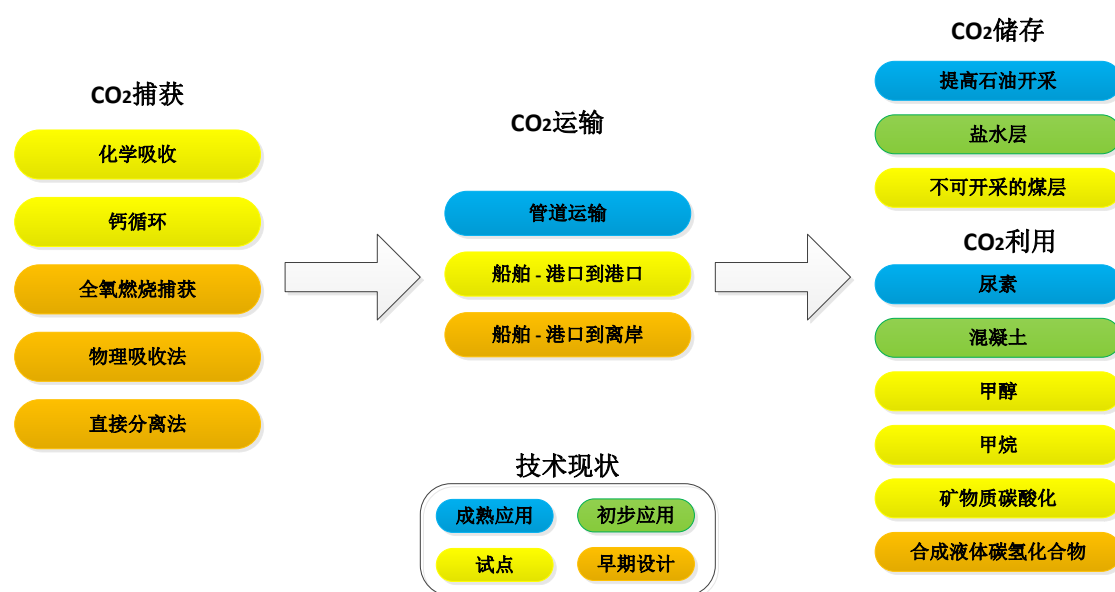 CO₂捕获
化学吸收
钙循环
全氧燃烧捕获
物理吸收法
直接分离法
CO₂运输
管道运输
船舶 - 港口到港口
船舶 - 港口到离岸
CO₂储存
提高石油开采
盐水层
不可开采的煤层
CO₂利用
尿素
混凝土
甲醇
甲烷
矿物质碳酸化
合成液体碳氢化合物
技术现状
成熟应用
初步应用
试点
早期设计